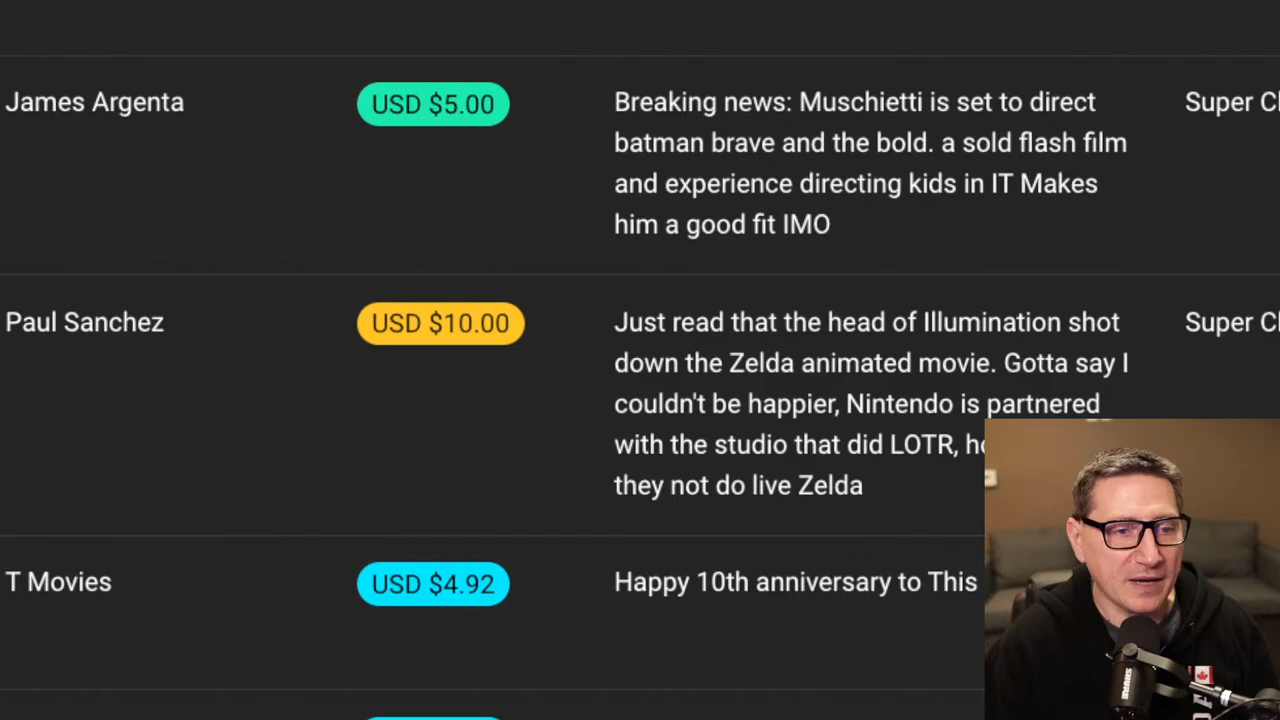 James Argenta
USD $5.00
Breaking news: Muschietti is set to direct
batman brave and the bold. a sold flash film
and experience directing kids in IT Makes
him a good fit IMO
Super
Paul Sanchez
USD $10.00
Just read that the head of Illumination shot
down the Zelda animated movie. Gotta say I
couldn't be happier, Nintendo is partnered
with the studio that did LOTR,
they not do live Zelda
Super
T Movies
USD $4.92
Happy 10th anniversary to This
SHURE